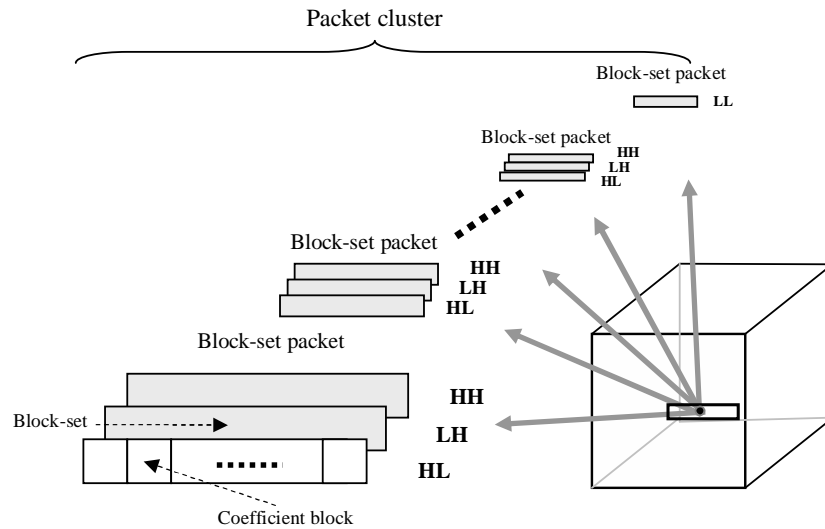 Packet cluster
Block-set packet
LL
Block-set packet
HH
LH
HL
Block-set packet
HH
LH
HL
Block-set packet
HH
Block-set
LH
HL
Coefficient block